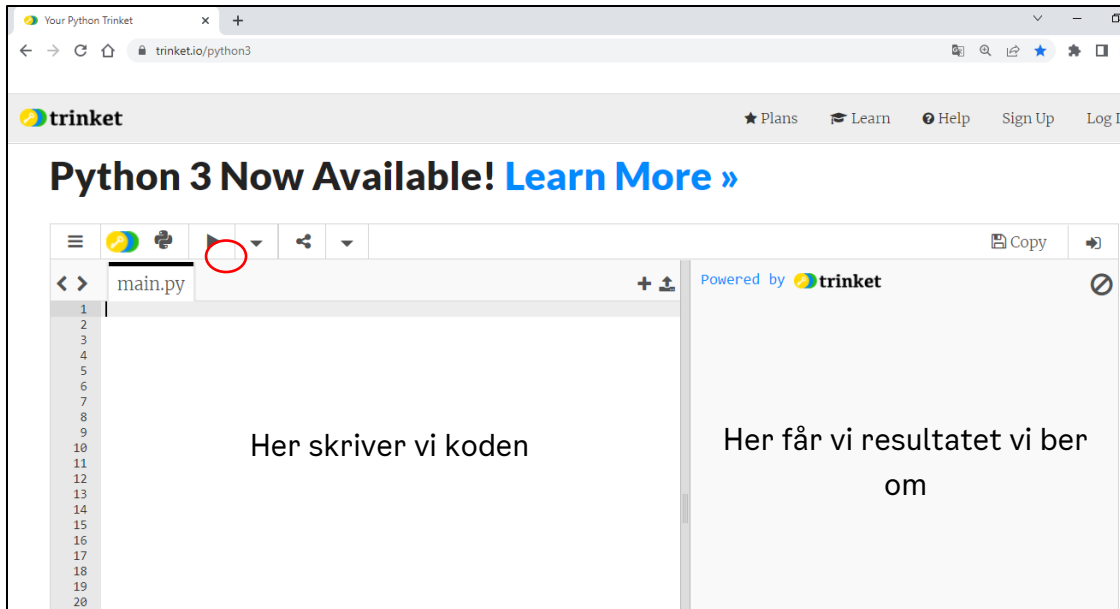 Your Python Trinket
trinket.io/python3
trinket
Plans Learn Help Sign Up Log
Python 3 Now Available! Learn More »
Copy
main.py
Powered by trinket
1
2
3
4
5
6
7
8
9
Her skriver vi koden
Her får vi resultatet vi ber
om
10
11
12
13
14
15
16
17
18
19
20